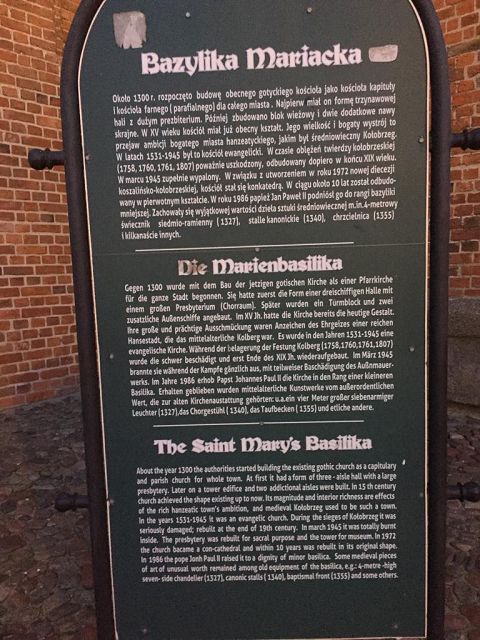 Bazylika Mariacka
Około 1300 r. rozpoczęto budowę obecnego gotyckiego kościoła jako kościoła kapituły
i kościoła farnego ( parafialnego) dla całego miasta . Najpierw miał on formę trzynawowej
hali z dużym prezbiterium. Później zbudowano blok wieżowy i dwie dodatkowe nawy
skrajne. W XV wieku kościół miał już obecny kształt. Jego wielkość i bogaty wystrój to
przejaw ambicji bogatego miasta hanzeatyckiego, jakim był średniowieczny Kołobrzeg.
W latach 1531-1945 był to kościół ewangelicki. W czasie oblężeń twierdzy kołobrzeskiej
(1758, 1760, 1761, 1807) poważnie uszkodzony, odbudowany dopiero w końcu XIX wieku.
W marcu 1945 zupełnie wypalony. W związku z utworzeniem w roku 1972 nowej diecezji
koszalińsko-kołobrzeskiej, kościół stał się konkatedrą. W ciągu około 10 lat został odbudo-
wany w pierwotnym kształcie. W roku 1986 papież Jan Paweł II podniósł go do rangi bazyliki
mniejszej. Zachowały się wyjątkowej wartości dzieła sztuki średniowiecznej m.in.4-metrowy
świecznik siedmio-ramienny ( 1327), stalle kanonickie (1340), chrzcielnica (1355)
i kilkanaście innych.
Die Marienbasilika
Gegen 1300 wurde mit dem Bau der jetzigen gotischen Kirche als einer Pfarrkirche
für die ganze Stadt begonnen. Sie hatte zuerst die Form einer dreischiffigen Halle mit
einem großen Presbyterium (Chorraum). Später wurden ein Türmblock und zwei
zusatzliche Außenschiffe angebaut. Im XV Jh. hatte die Kirche bereits die heutige Gestalt.
Ihre große und prächtige Ausschmückung waren Anzeichen des Ehrgeizes einer reichen
Hansestadt, die das mittelalterliche Kolberg war. Es wurde in den Jahren 1531-1945 eine
evangelische Kirche. Während der Belagerung der Festung Kolberg (1758,1760,1761,1807)
wurde die schwer beschädigt und erst Ende des XIX Jh. wiederaufgebaut. Im März 1945
brannte sie während der Kampfe gänzlich aus, mit teilweiser Baschädigung des Außnmauer-
werks. Im Jahre 1986 erhob Papst Johannes Paul II die Kirche in den Rang einer kleineren
Basilika. Erhalten geblieben wurden mittelalterliche Kunstwerke vom außerordentlichen
Wert, die zur alten Kirchenausstattung gehörten: u.a.ein vier Meter großer siebenarmiger
Leuchter (1327),das Chorgestühl ( 1340), das Taufbecken ( 1355) und etliche andere.
The Saint Mary's Basilika
About the year 1300 the authorities started building the existing gothic church as a capitulary
and parish church for whole town. At first it had a form of three - aisle hall with a large
presbytery. Later on a tower edifice and two addictional aisles were built. In 15 th century
church achieved the shape existing up to now. Its magnitude and interior richness are effects
of the rich hanzeatic town's ambition, and medieval Kołobrzeg used to be such a town.
In the years 1531-1945 it was an evangelic church. During the sieges of Kołobrzeg it was
seriously damaged; rebuilt at the end of 19th century. In march 1945 it was totally burnt
inside. The presbytery was rebuilt for sacral purpose and the tower for museum. In 1972
the church bacame a con-cathedral and within 10 years was rebuilt in its original shape.
In 1986 the pope Jonh Paul II raised it to a dignity of minor basilica. Some medieval pieces
of art of unusual worth remained among old equipment of the basilica, e.g.: 4-metre -high
seven- side chandelier (1327), canonic stalls ( 1340), baptismal front (1355) and some others.